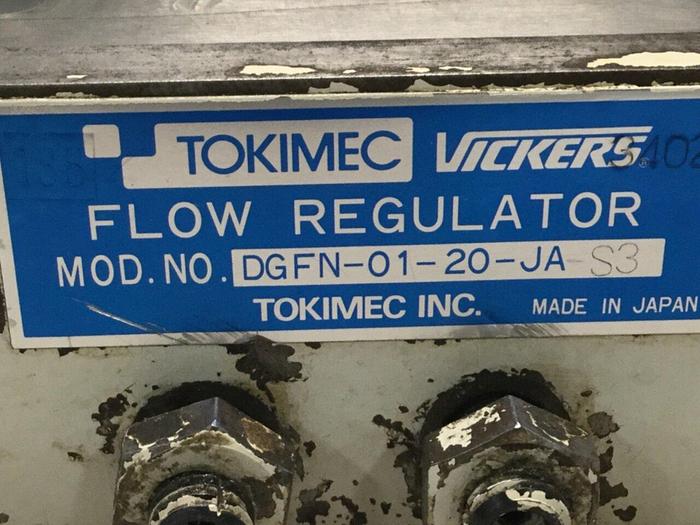 TOKIMEC VICKERS®
FLOW REGULATOR
MOD.NO. DGFN-01-20-JA-S3
TOKIMEC INC. MADE IN JAPAN